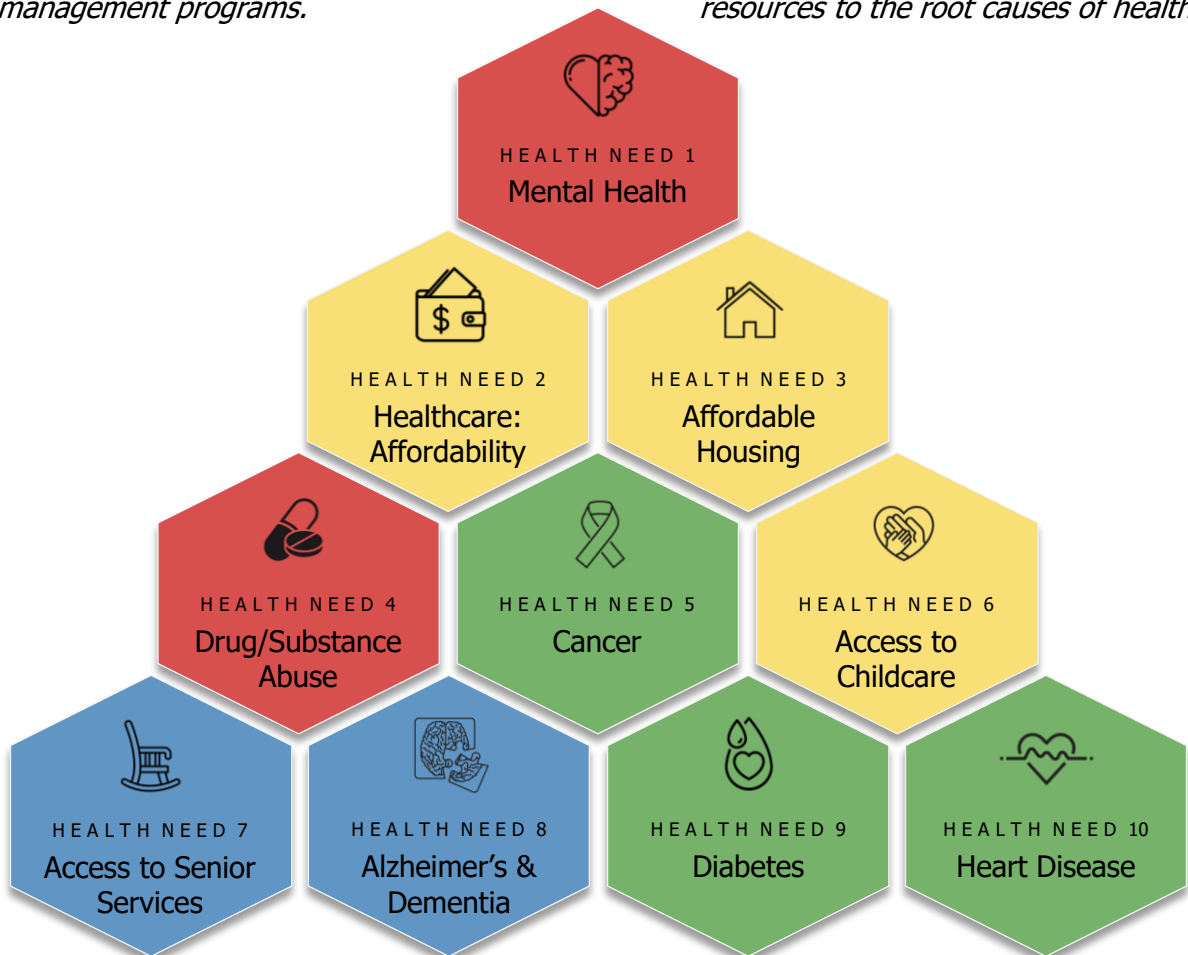 management programs.
resources to the root causes of health
HEALTH NEED 1
Mental Health
HEALTH NEED 2
Healthcare:
Affordability
HEALTH NEED 3
Affordable
Housing
HEALTH NEED 4
Drug/Substance
Abuse
HEALTH NEED 5
Cancer
HEALTH NEED 6
Access to
Childcare
HEALTH NEED 7
Access to Senior
Services
HEALTH NEED 8
Alzheimer’s &
Dementia
HEALTH NEED 9
Diabetes
HEALTH NEED 10
Heart Disease